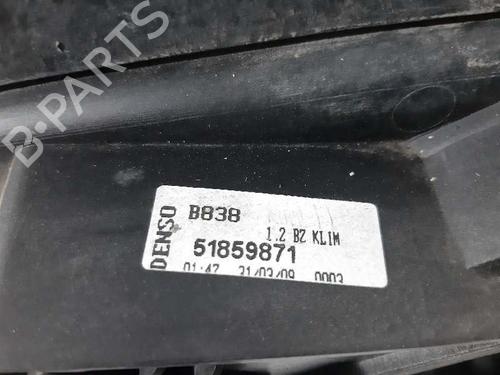 B-PARTS
DENSO
B838
1.2 BZ KLIM
51859871
01:47 31/03/09 0003